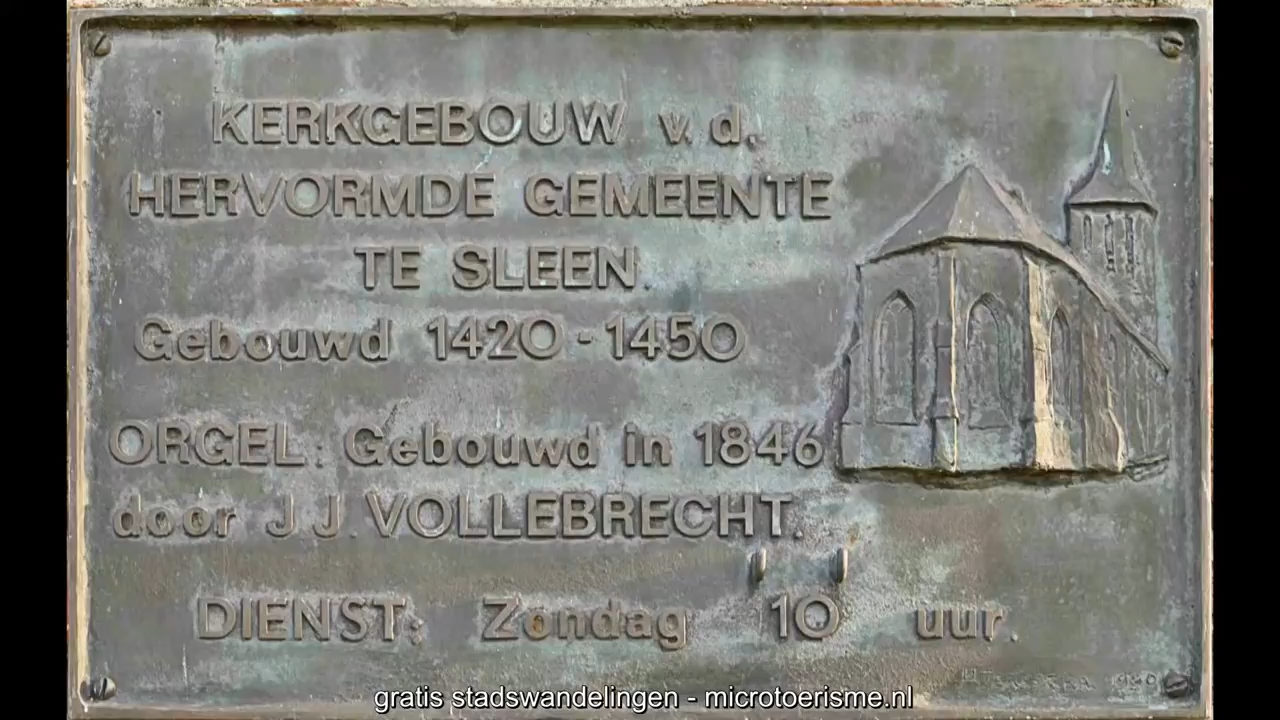 KERKGEBOUW v. d.
HERVORMDE GEMEENTE
TE SLEEN.
Gebouwd 1420 - 1450
ORGEL: Gebouwd in 1846
door J.J. VOLLEBRECHT.
DIENST: Zondag 10 uur.
gratis stadswandelingen - microtoerisme.nl